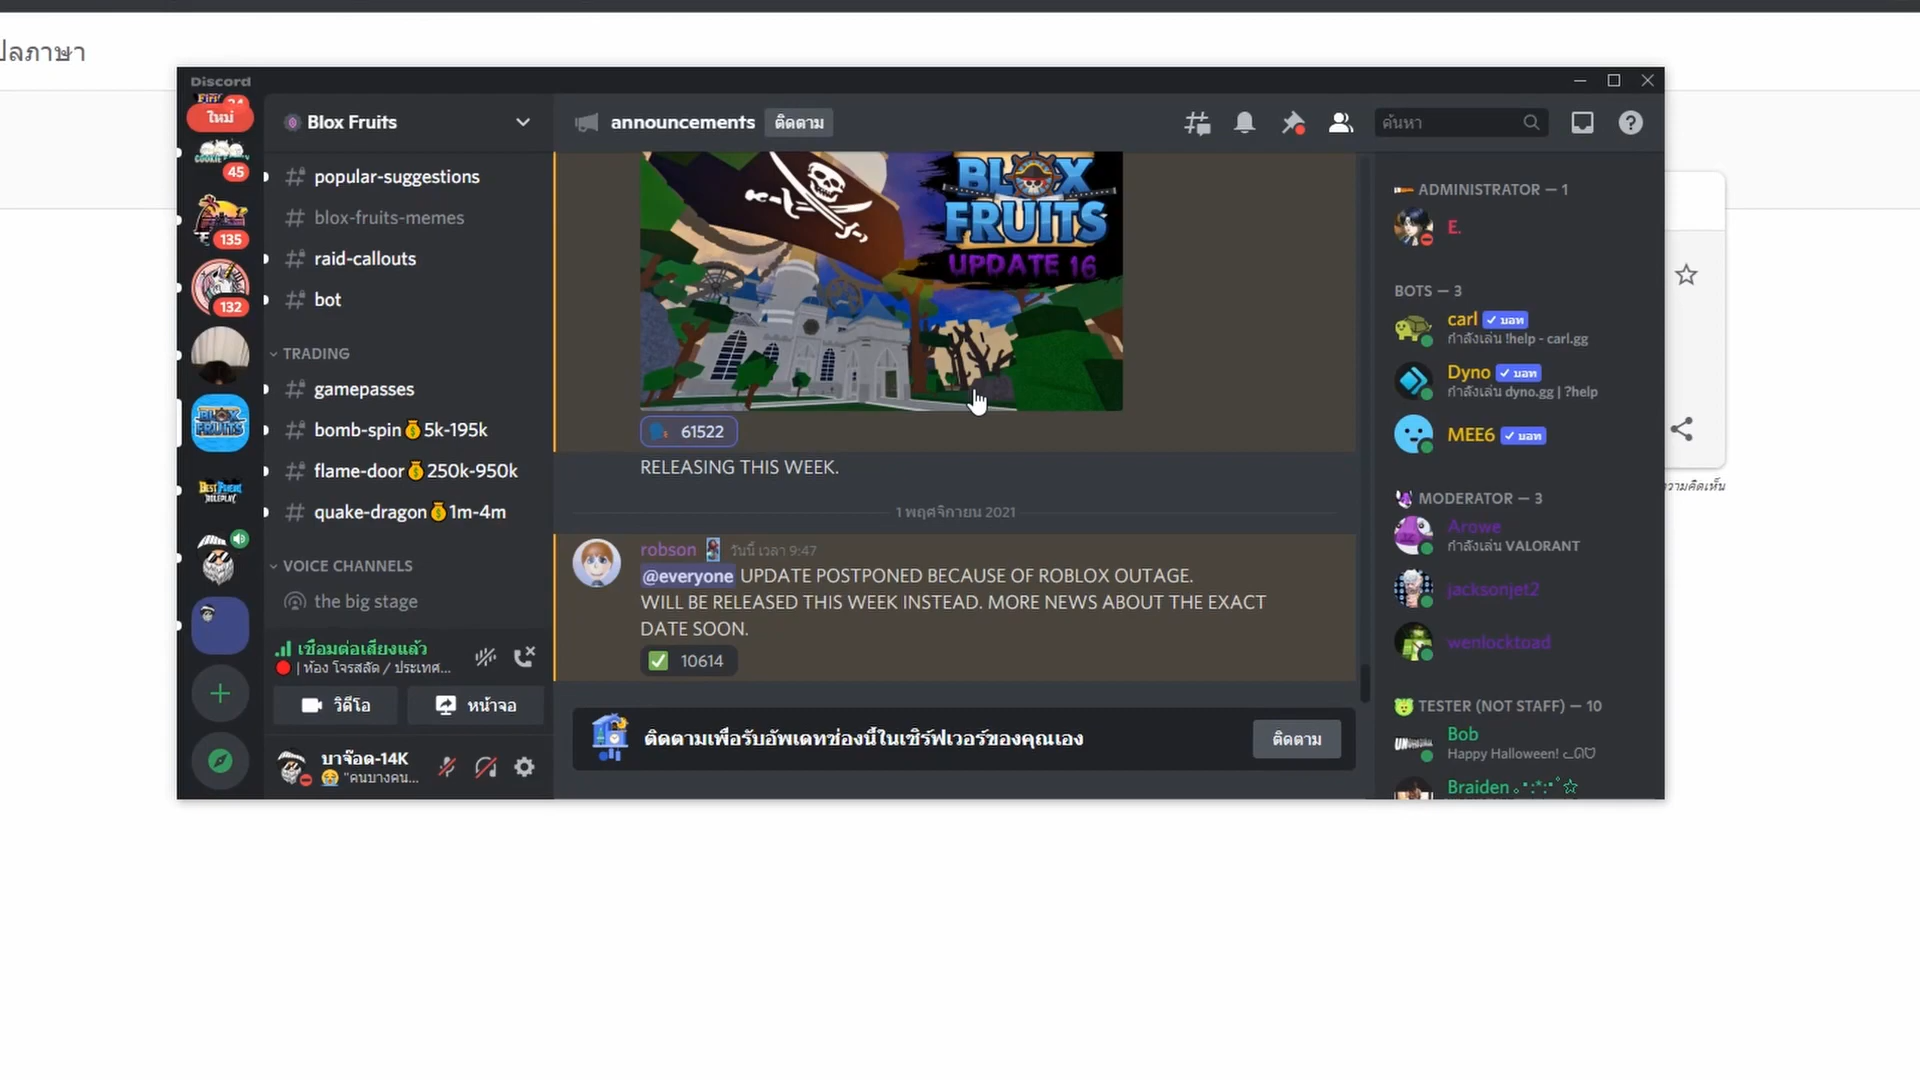 ปลภาษา
Discord
24
ใหม่
45
135
132
Blox Fruits
popular-suggestions
blox-fruits-memes
raid-callouts
bot
TRADING
gamepasses
bomb-spin💰5k-195k
flame-door💰250k-950k
quake-dragon💰1m-4m
VOICE CHANNELS
the big stage
เชื่อมต่อเสียงแล้ว
| ห้อง โจรสลัด / ประเทศ...
วิดีโอ
หน้าจอ
บาจ๊อด-14K
😭 "คนบางคน...
announcements
ติดตาม
ค้นหา
BLOX
FRUITS
UPDATE 16
61522
RELEASING THIS WEEK.
1 พฤศจิกายน 2021
robson วันนี้ เวลา 9:47
@everyone UPDATE POSTPONED BECAUSE OF ROBLOX OUTAGE.
WILL BE RELEASED THIS WEEK INSTEAD. MORE NEWS ABOUT THE EXACT
DATE SOON.
✅ 10614
ติดตามเพื่อรับอัพเดทช่องนี้ในเซิร์ฟเวอร์ของคุณเอง
ติดตาม
ADMINISTRATOR — 1
E.
BOTS — 3
carl ✓ บอท
กำลังเล่น !help - carl.gg
Dyno ✓ บอท
กำลังเล่น dyno.gg | ?help
MEE6 ✓ บอท
MODERATOR — 3
Arowe
กำลังเล่น VALORANT
jacksonjet2
wenlocktoad
TESTER (NOT STAFF) — 10
Bob
Happy Halloween!
Braiden
วามคิดเห็น